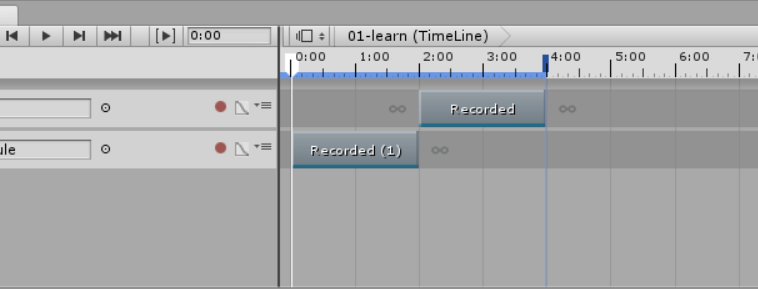 0:00 01-learn (TimeLine)
0:00 1:00 2:00 3:00 4:00 5:00 6:00 7:
Recorded
ule Recorded (1)